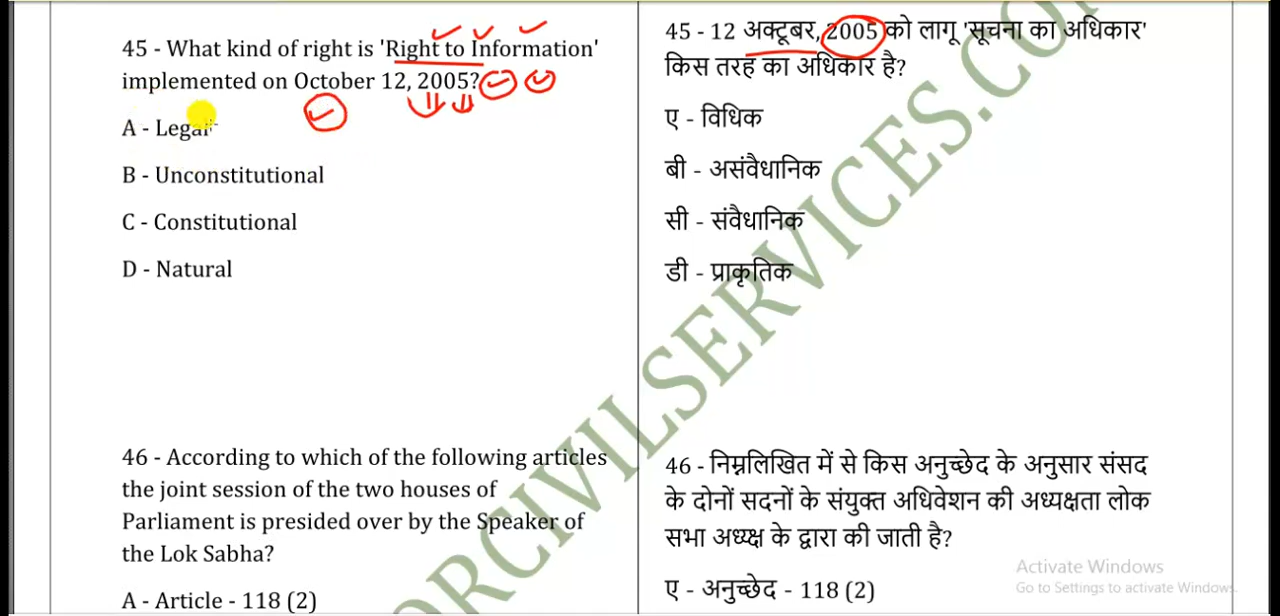 45 - What kind of right is 'Right to Information'
implemented on October 12, 2005?
A - Legal
B - Unconstitutional
C - Constitutional
D - Natural
46 - According to which of the following articles
the joint session of the two houses of
Parliament is presided over by the Speaker of
the Lok Sabha?
A - Article - 118 (2)
45 - 12 अक्टूबर, 2005 को लागू 'सूचना का अधिकार'
किस तरह का अधिकार है?
ए - विधिक
बी - असंवैधानिक
सी - संवैधानिक
डी - प्राकृतिक
46 - निम्नलिखित में से किस अनुच्छेद के अनुसार संसद
के दोनों सदनों के संयुक्त अधिवेशन की अध्यक्षता लोक
सभा अध्य्क्ष के द्वारा की जाती है?
ए - अनुच्छेद - 118 (2)
ORCIVILSERVICES.CO
Activate Windows
Go to Settings to activate Windows.